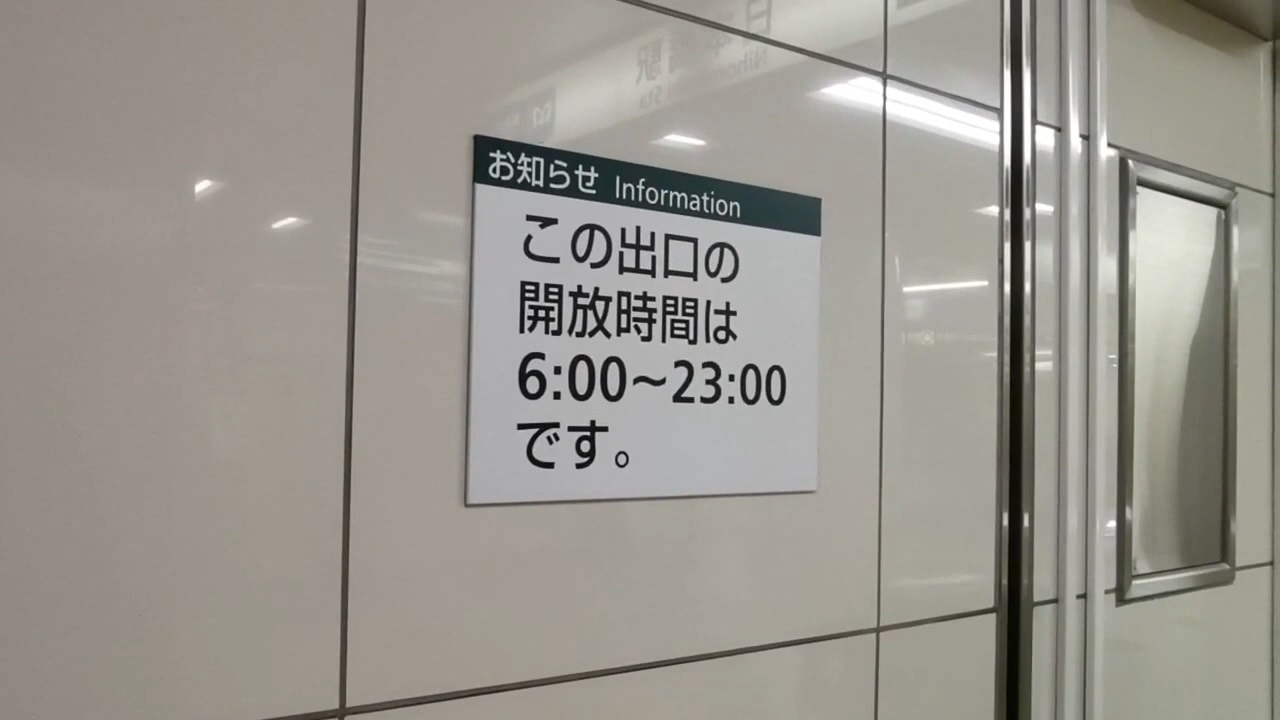 お知らせ Information
この出口の
開放時間は
6:00～23:00
です。